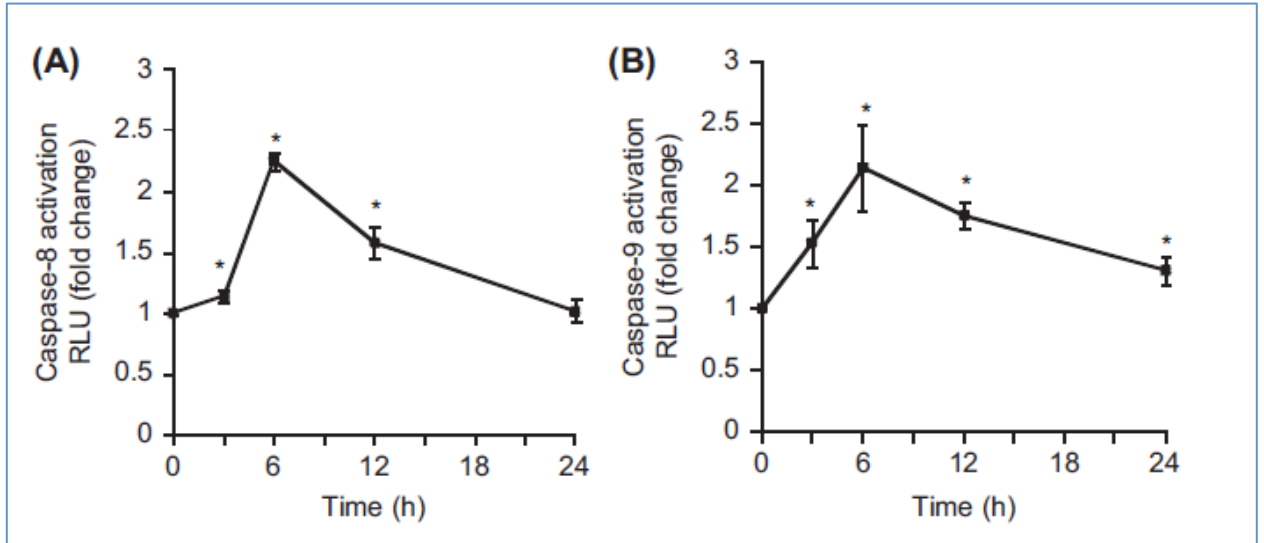 (A)
Caspase-8 activation
RLU (fold change)
3
2.5
2
1.5
1
0.5
0
*
*
*
0 6 12 18 24
Time (h)
(B)
Caspase-9 activation
RLU (fold change)
3
2.5
2
1.5
1
0.5
0
*
*
*
*
0 6 12 18 24
Time (h)